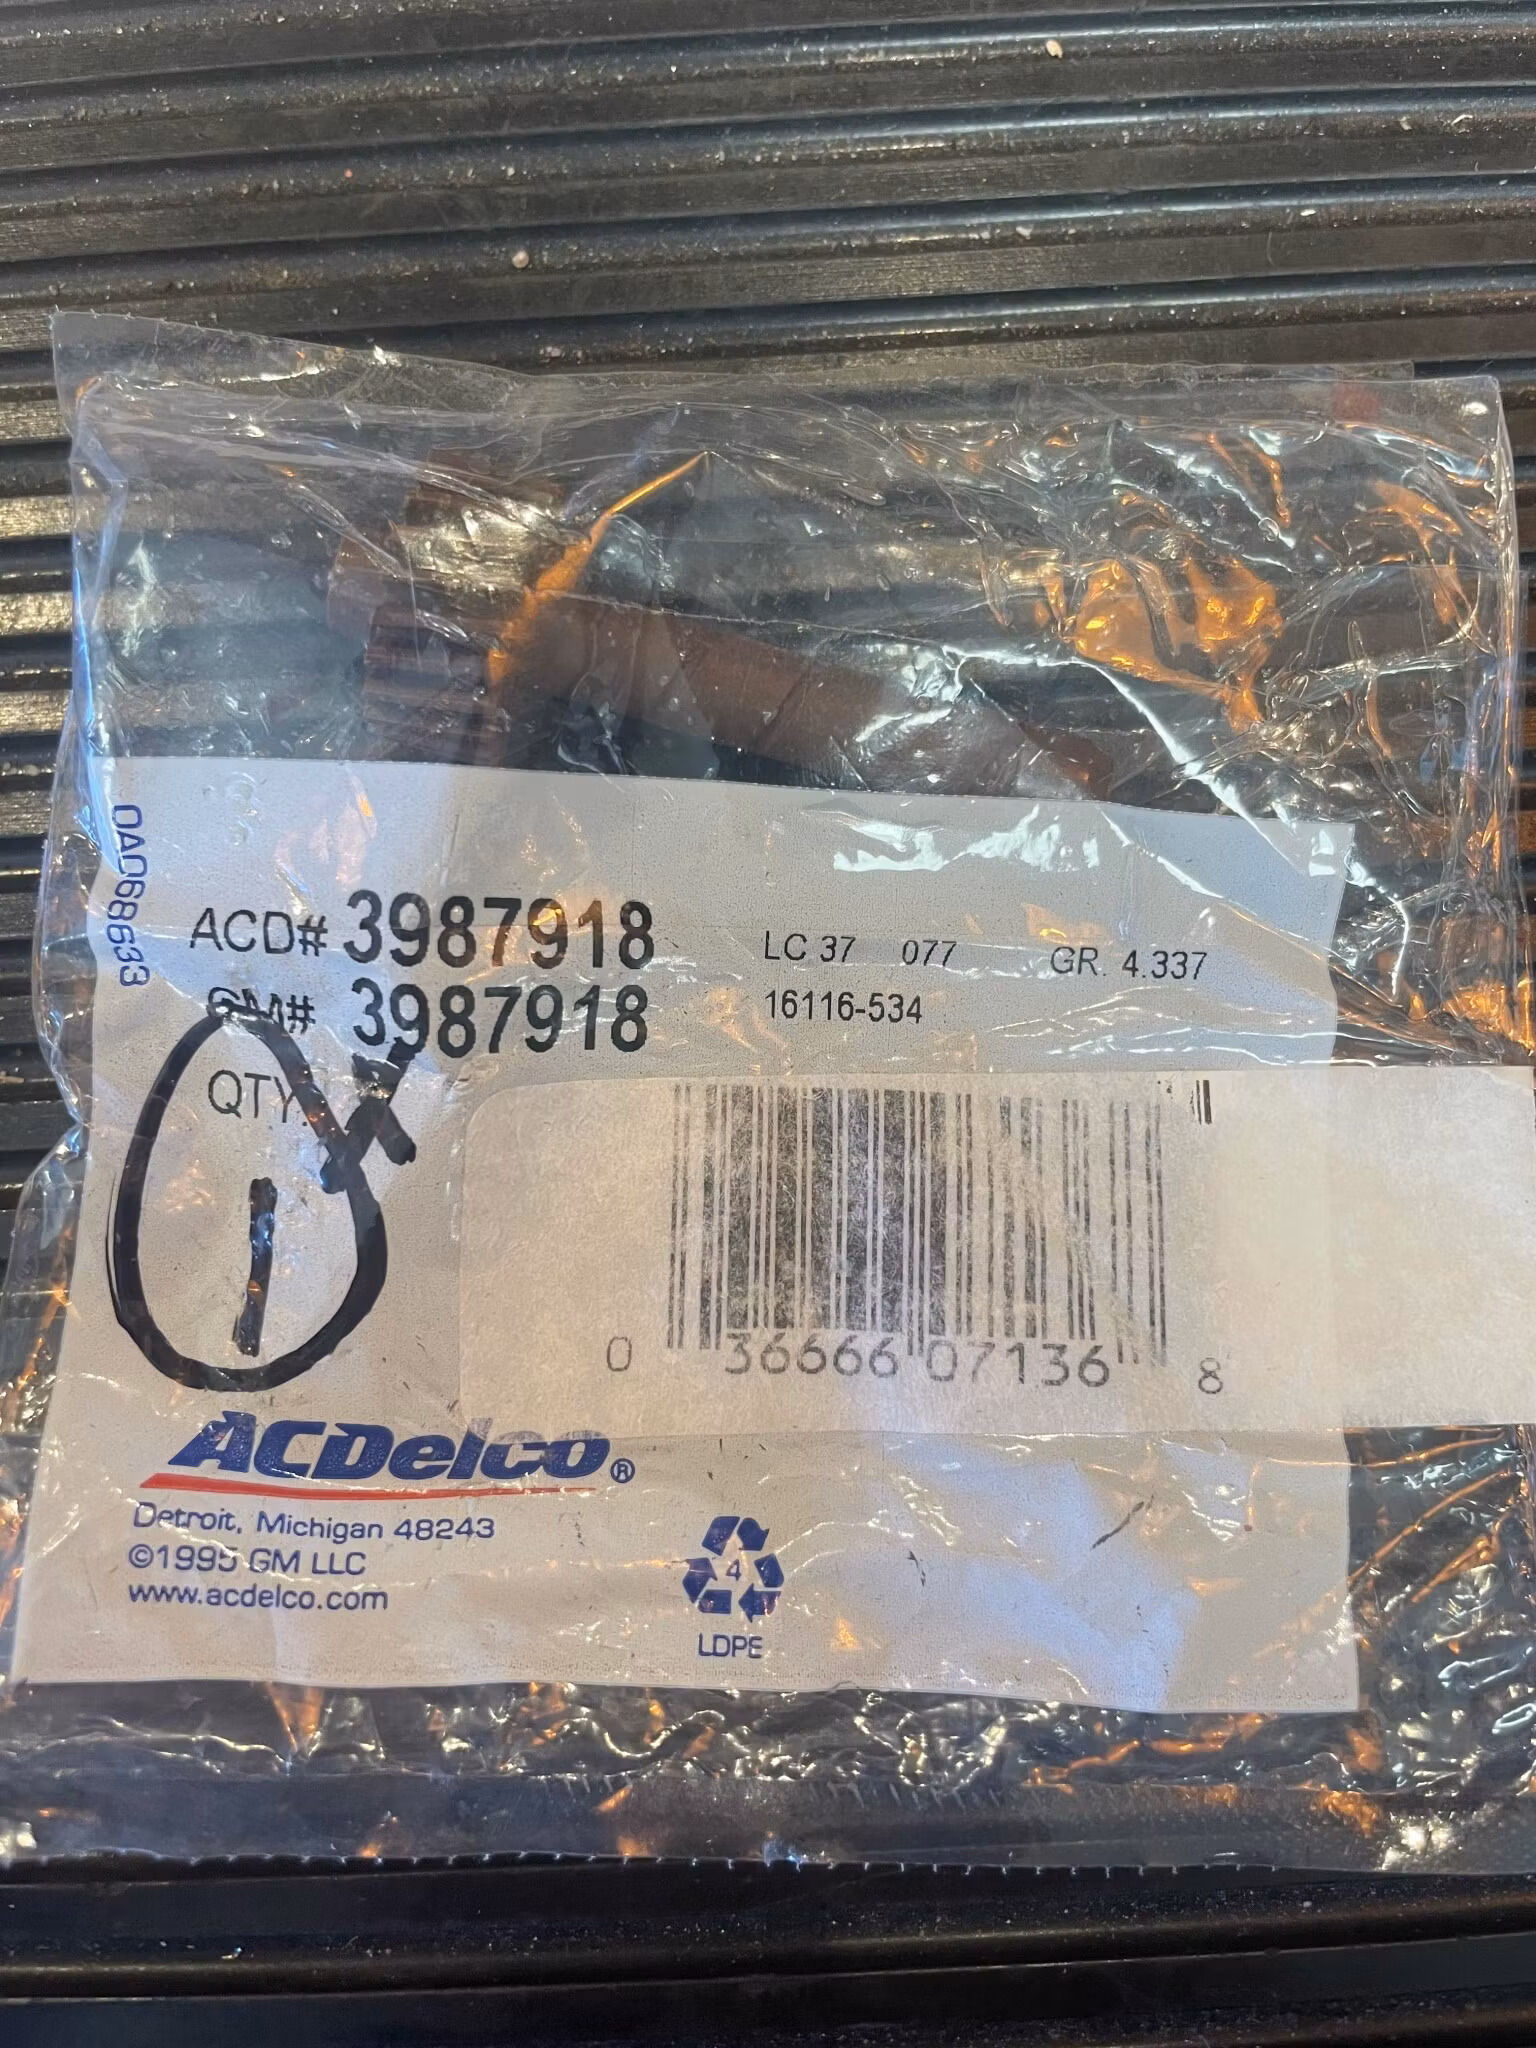 0A068633
ACD# 3987918
GM# 3987918
LC 37 077 GR. 4.337
16116-534
QTY.
1
0 36666 07136 8
ACDelco®
Detroit, Michigan 48243
©1995 GM LLC
www.acdelco.com
4
LDPE